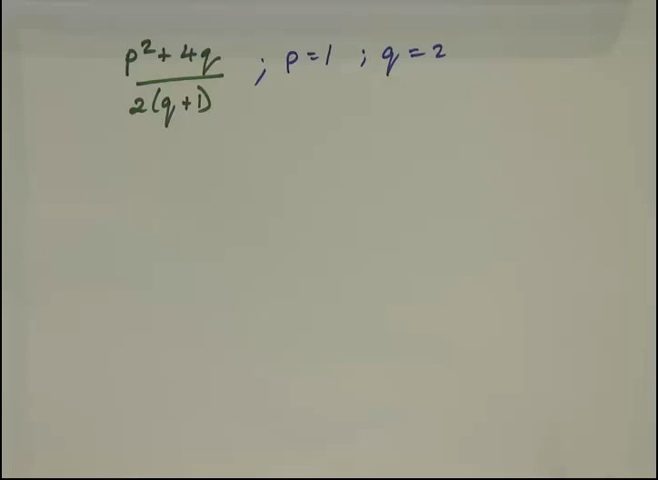 p² + 4q / 2(q+1) ; p=1 ; q=2